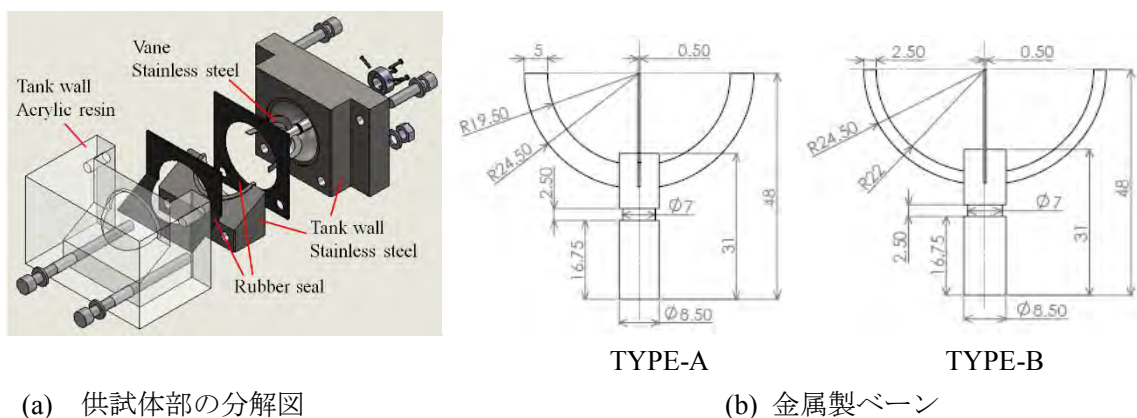 Vane
Stainless steel
Tank wall
Acrylic resin
Tank wall
Stainless steel
Rubber seal
5
0.50
R19.50
R24.50
2.50
16.75
Ø7
31
48
Ø8.50
TYPE-A
2.50
0.50
R24.50
R22
2.50
16.75
Ø7
31
48
Ø8.50
TYPE-B
(a) 供試体部の分解図
(b) 金属製ベーン